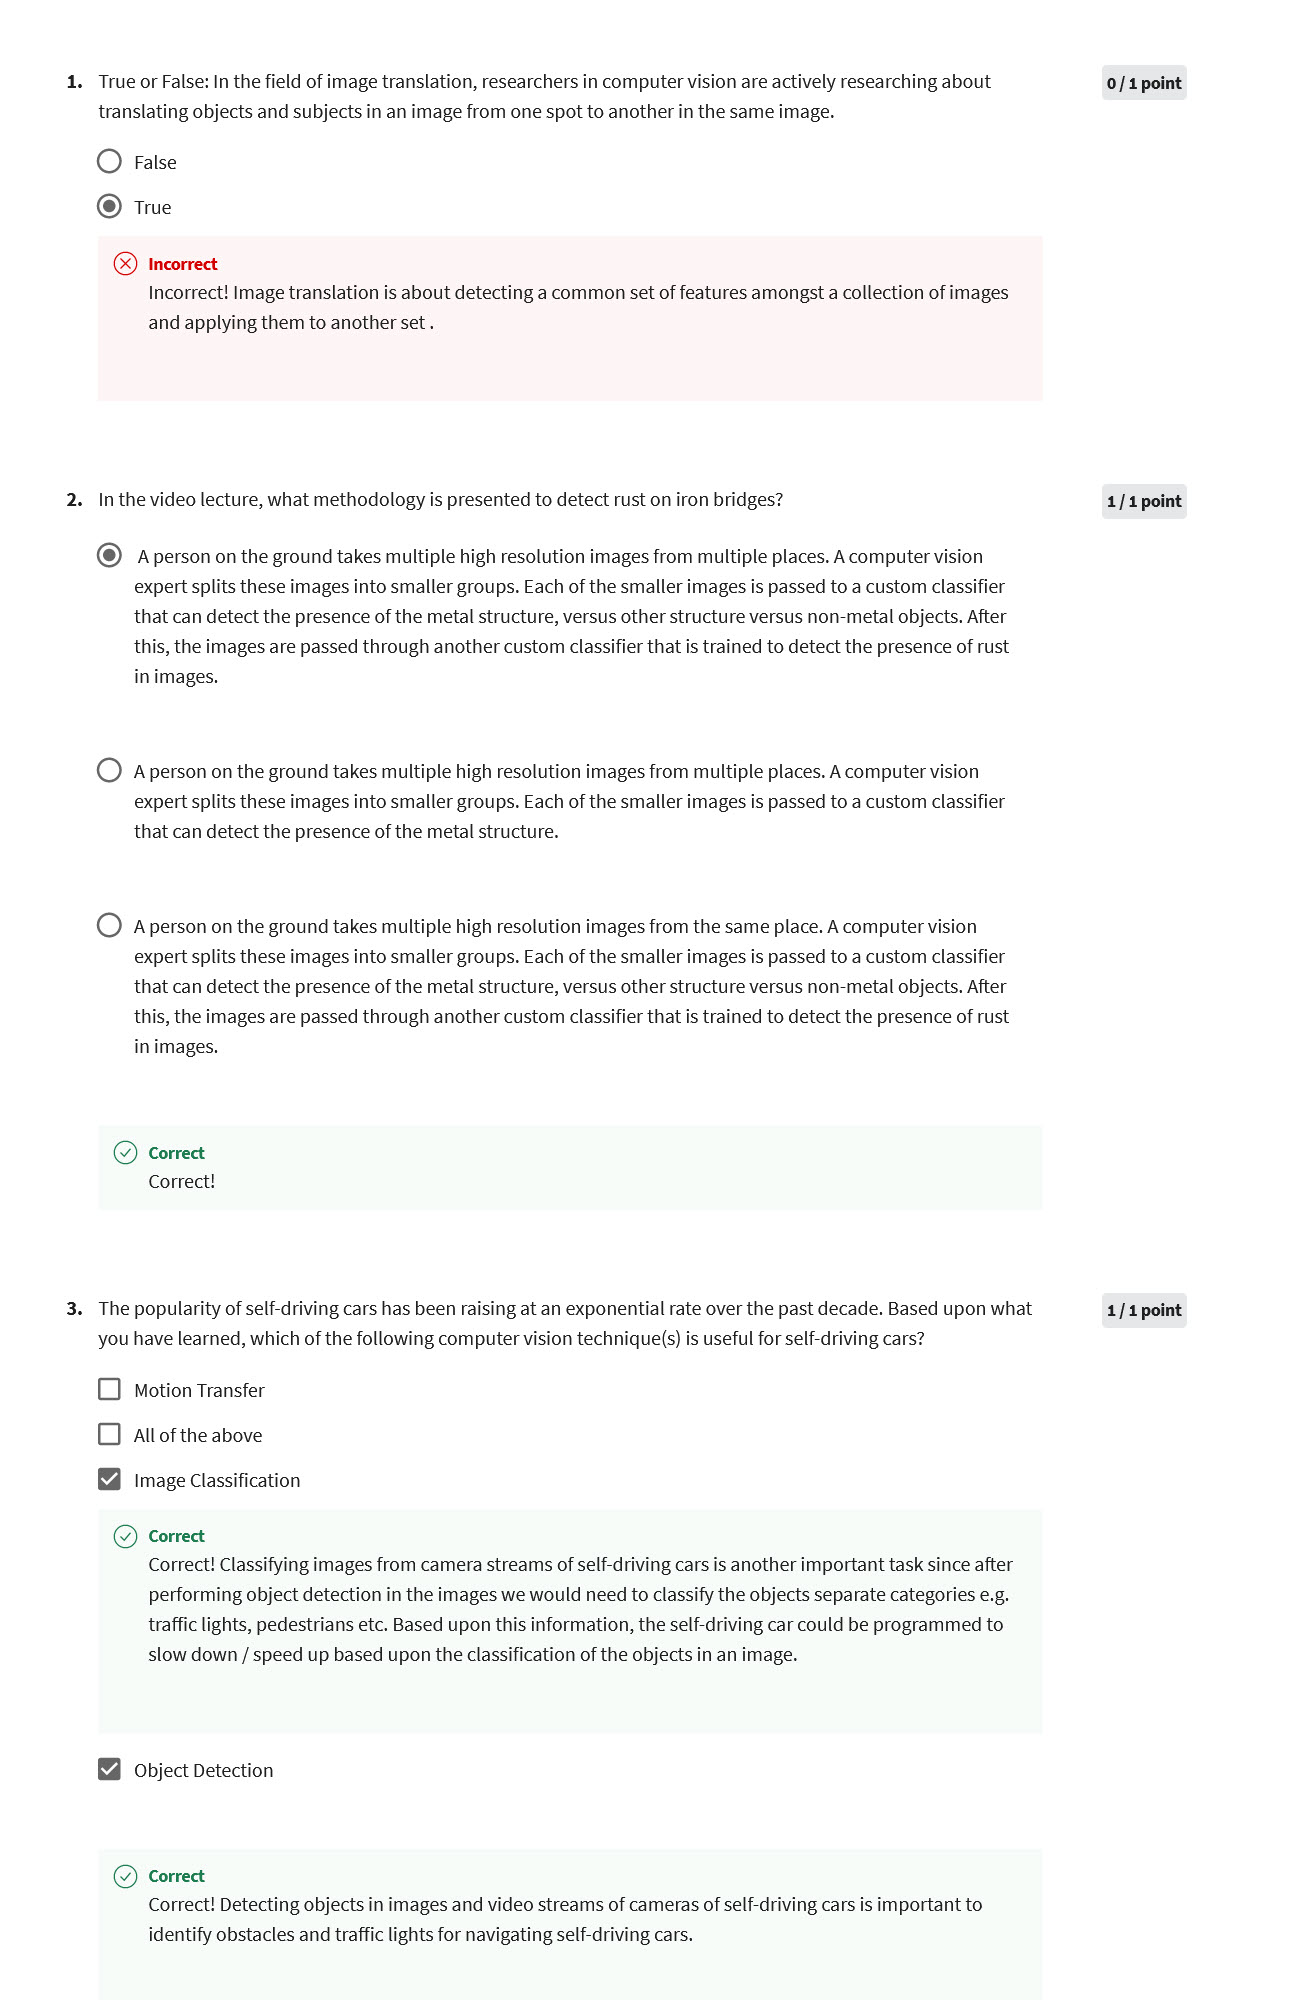 1. True or False: In the field of image translation, researchers in computer vision are actively researching about
translating objects and subjects in an image from one spot to another in the same image.
0 / 1 point
False
True
Incorrect
Incorrect! Image translation is about detecting a common set of features amongst a collection of images
and applying them to another set .
2. In the video lecture, what methodology is presented to detect rust on iron bridges?
1 / 1 point
A person on the ground takes multiple high resolution images from multiple places. A computer vision
expert splits these images into smaller groups. Each of the smaller images is passed to a custom classifier
that can detect the presence of the metal structure, versus other structure versus non-metal objects. After
this, the images are passed through another custom classifier that is trained to detect the presence of rust
in images.
A person on the ground takes multiple high resolution images from multiple places. A computer vision
expert splits these images into smaller groups. Each of the smaller images is passed to a custom classifier
that can detect the presence of the metal structure.
A person on the ground takes multiple high resolution images from the same place. A computer vision
expert splits these images into smaller groups. Each of the smaller images is passed to a custom classifier
that can detect the presence of the metal structure, versus other structure versus non-metal objects. After
this, the images are passed through another custom classifier that is trained to detect the presence of rust
in images.
Correct
Correct!
3. The popularity of self-driving cars has been raising at an exponential rate over the past decade. Based upon what
you have learned, which of the following computer vision technique(s) is useful for self-driving cars?
1 / 1 point
Motion Transfer
All of the above
Image Classification
Correct
Correct! Classifying images from camera streams of self-driving cars is another important task since after
performing object detection in the images we would need to classify the objects separate categories e.g.
traffic lights, pedestrians etc. Based upon this information, the self-driving car could be programmed to
slow down / speed up based upon the classification of the objects in an image.
Object Detection
Correct
Correct! Detecting objects in images and video streams of cameras of self-driving cars is important to
identify obstacles and traffic lights for navigating self-driving cars.